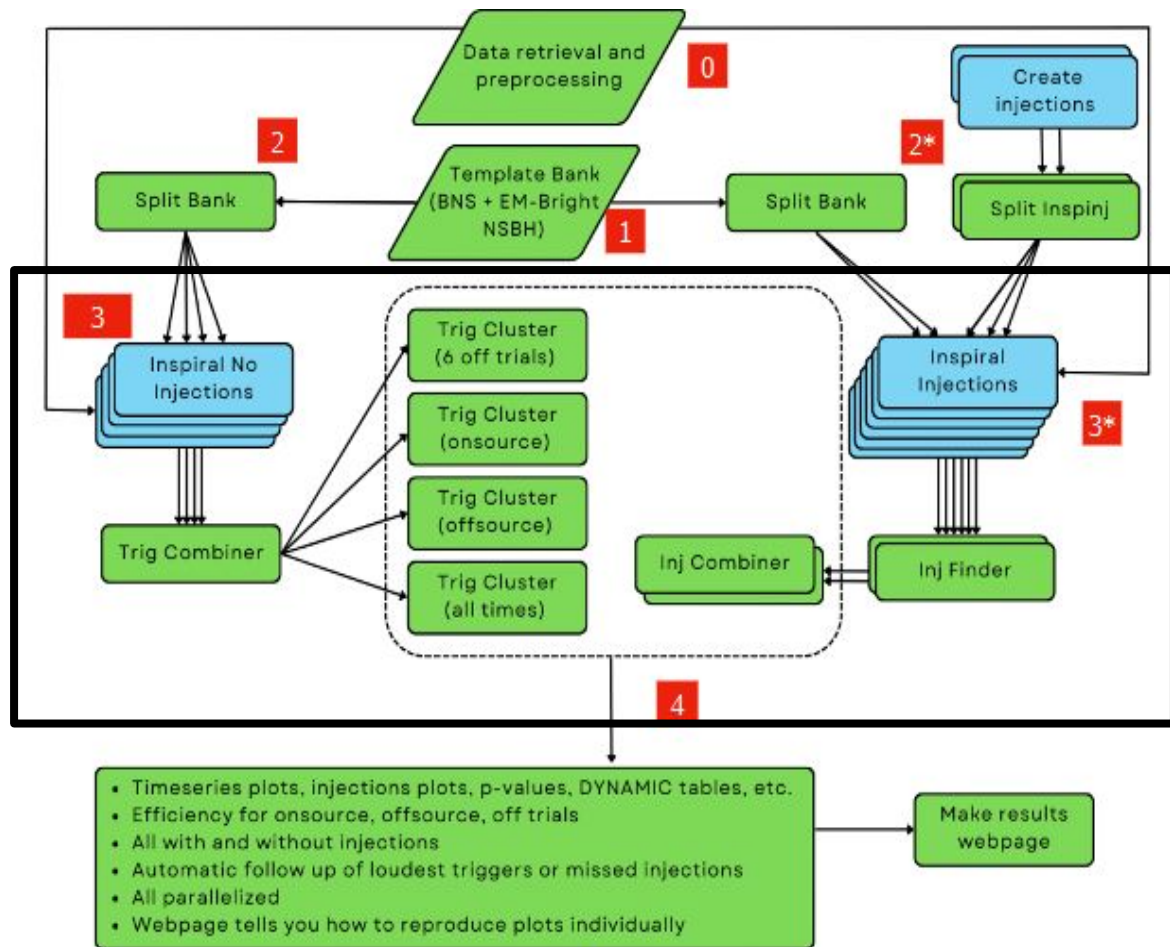 Data retrieval and
preprocessing
0
Create
injections
2
2*
Template Bank
(BNS + EM-Bright
NSBH)
1
Split Bank
Split Bank
Split Inspinj
3
Inspiral No
Injections
Trig Cluster
(6 off trials)
Inspiral
Injections
3*
Trig Cluster
(onsource)
Trig Cluster
(offsource)
Trig Combiner
Trig Cluster
(all times)
Inj Combiner
Inj Finder
4
• Timeseries plots, injections plots, p-values, DYNAMIC tables, etc.
• Efficiency for onsource, offsource, off trials
• All with and without injections
• Automatic follow up of loudest triggers or missed injections
• All parallelized
• Webpage tells you how to reproduce plots individually
Make results
webpage